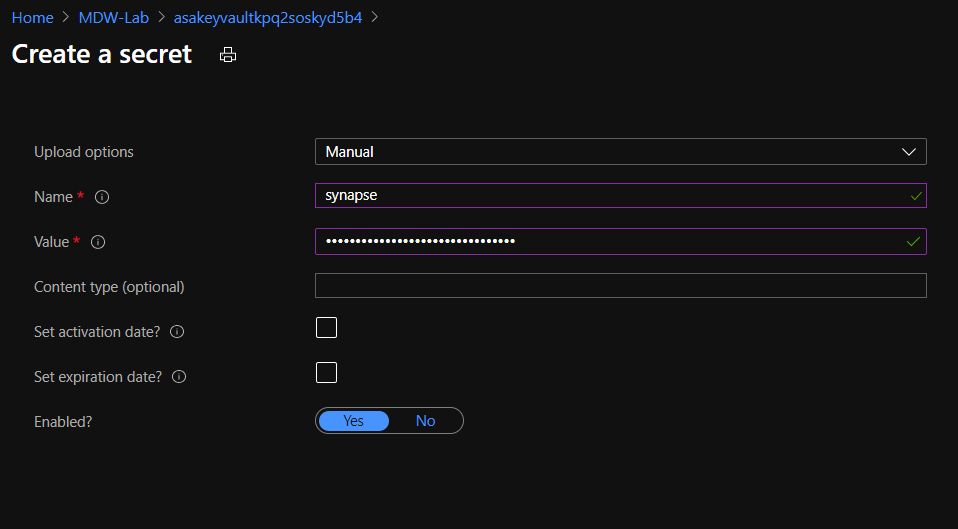 Home > MDW-Lab > asakeyvaultkpq2soskyd5b4 >
Create a secret
Upload options Manual
Name * synapse
Value * ••••••••••••••••••••••••••••••••
Content type (optional)
Set activation date?
Set expiration date?
Enabled? Yes No